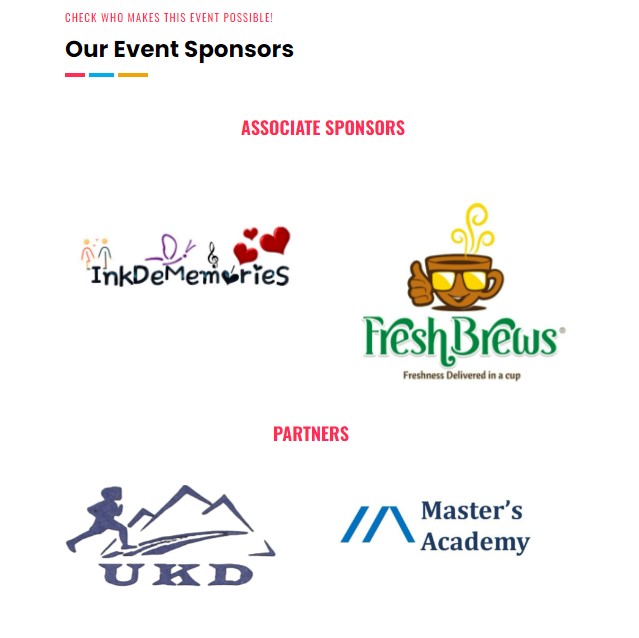 CHECK WHO MAKES THIS EVENT POSSIBLE!
Our Event Sponsors
ASSOCIATE SPONSORS
InkDeMemories
FreshBrews®
Freshness Delivered in a cup
PARTNERS
UKD
Master's
Academy